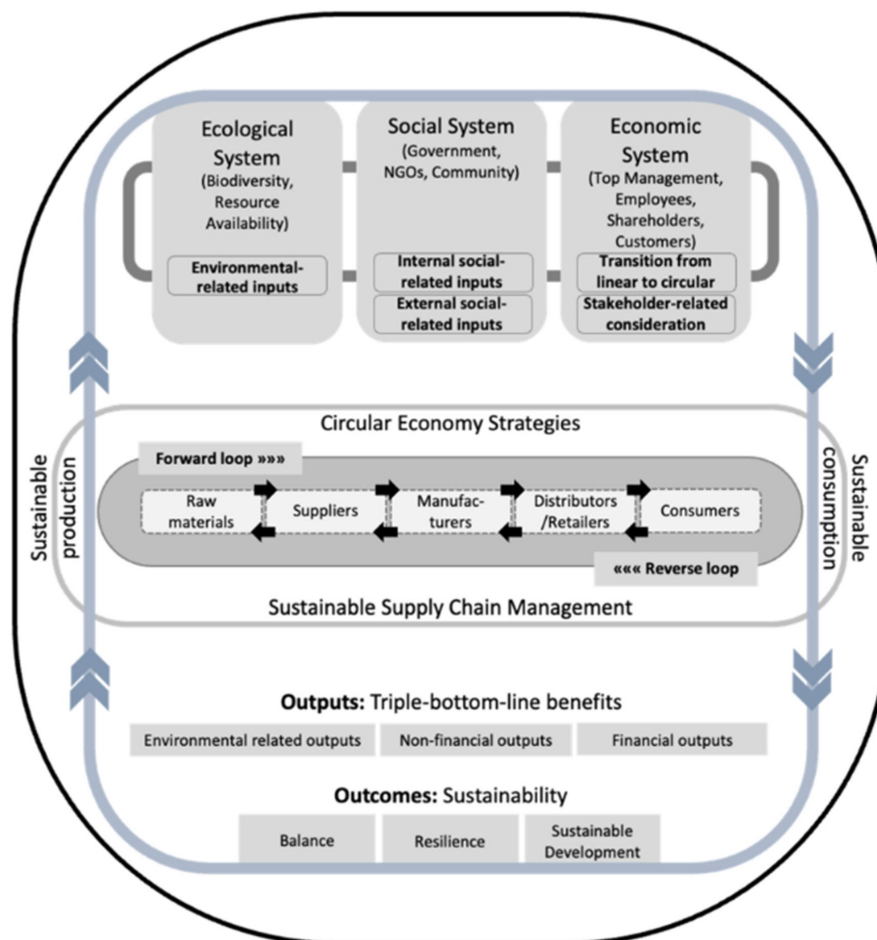 Ecological
System
(Biodiversity,
Resource
Availability)
Environmental-
related inputs
Social System
(Government,
NGOs, Community)
Internal social-
related inputs
External social-
related inputs
Economic
System
(Top Management,
Employees,
Shareholders,
Customers)
Transition from
linear to circular
Stakeholder-related
consideration
Circular Economy Strategies
Sustainable
production
Forward loop »»»
Raw
materials
Suppliers
Manufac-
turers
Distributors
/Retailers
Consumers
««« Reverse loop
Sustainable
consumption
Sustainable Supply Chain Management
Outputs: Triple-bottom-line benefits
Environmental related outputs
Non-financial outputs
Financial outputs
Outcomes: Sustainability
Balance
Resilience
Sustainable
Development